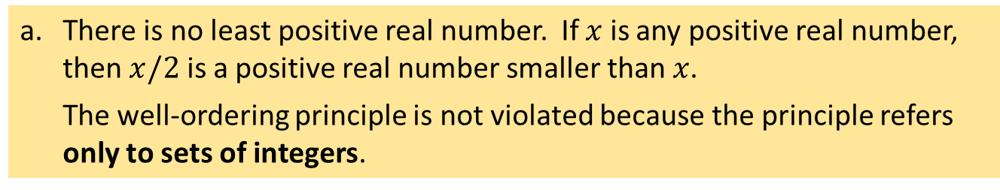 a. There is no least positive real number. If x is any positive real number,
then x/2 is a positive real number smaller than x.
The well-ordering principle is not violated because the principle refers
only to sets of integers.